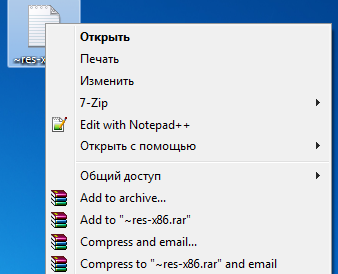 ~res-x86
Открыть
Печать
Изменить
7-Zip
Edit with Notepad++
Открыть с помощью
Общий доступ
Add to archive...
Add to "~res-x86.rar"
Compress and email...
Compress to "~res-x86.rar" and email